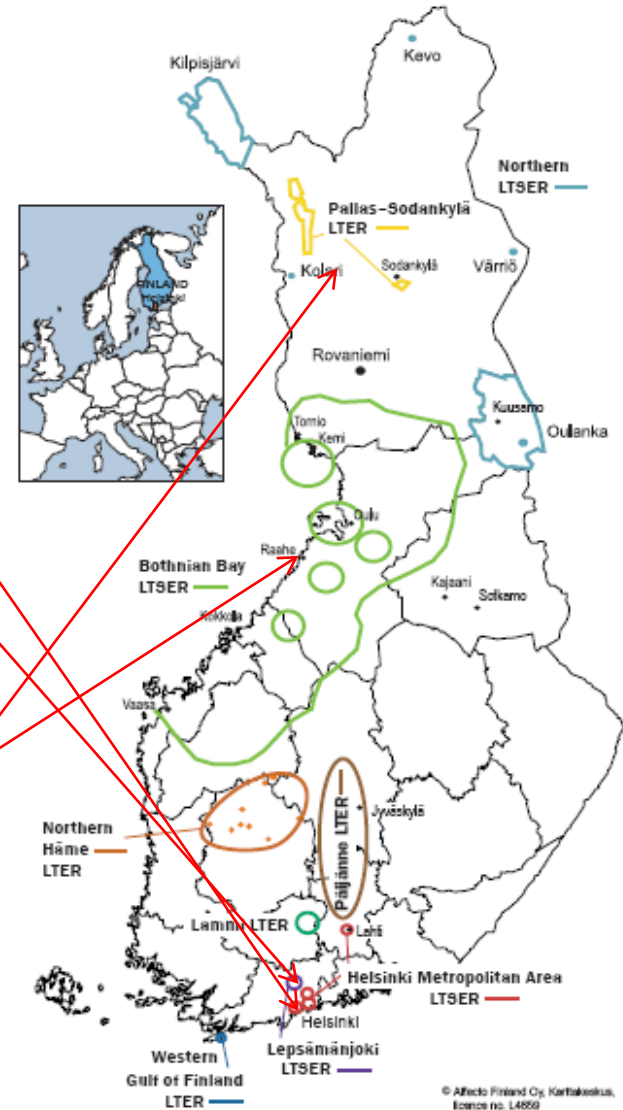 Kevo
Kilpisjärvi
Northern
LTSER
Pallas–Sodankylä
LTER
Kolari
Sodankylä
Värriö
FINLAND
Helsinki
Rovaniemi
Kuusamo
Oulanka
Tornio
Kemi
Oulu
Raahe
Bothnian Bay
LTSER
Kajaani
Sotkamo
Kokkola
Vaasa
Northern
Häme
LTER
Päijänne LTER
Jyväskylä
Lammi LTER
Lahti
Helsinki Metropolitan Area
LTSER
Helsinki
Lepsämänjoki
LTSER
Western
Gulf of Finland
LTER
© Affecto Finland Oy, Karttakeskus,
licence no. L4659